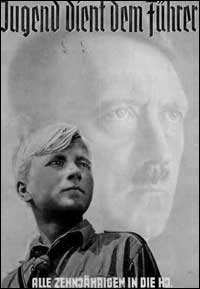 Jugend dient dem Führer
ALLE ZEHNJÄHRIGEN IN DIE HJ.